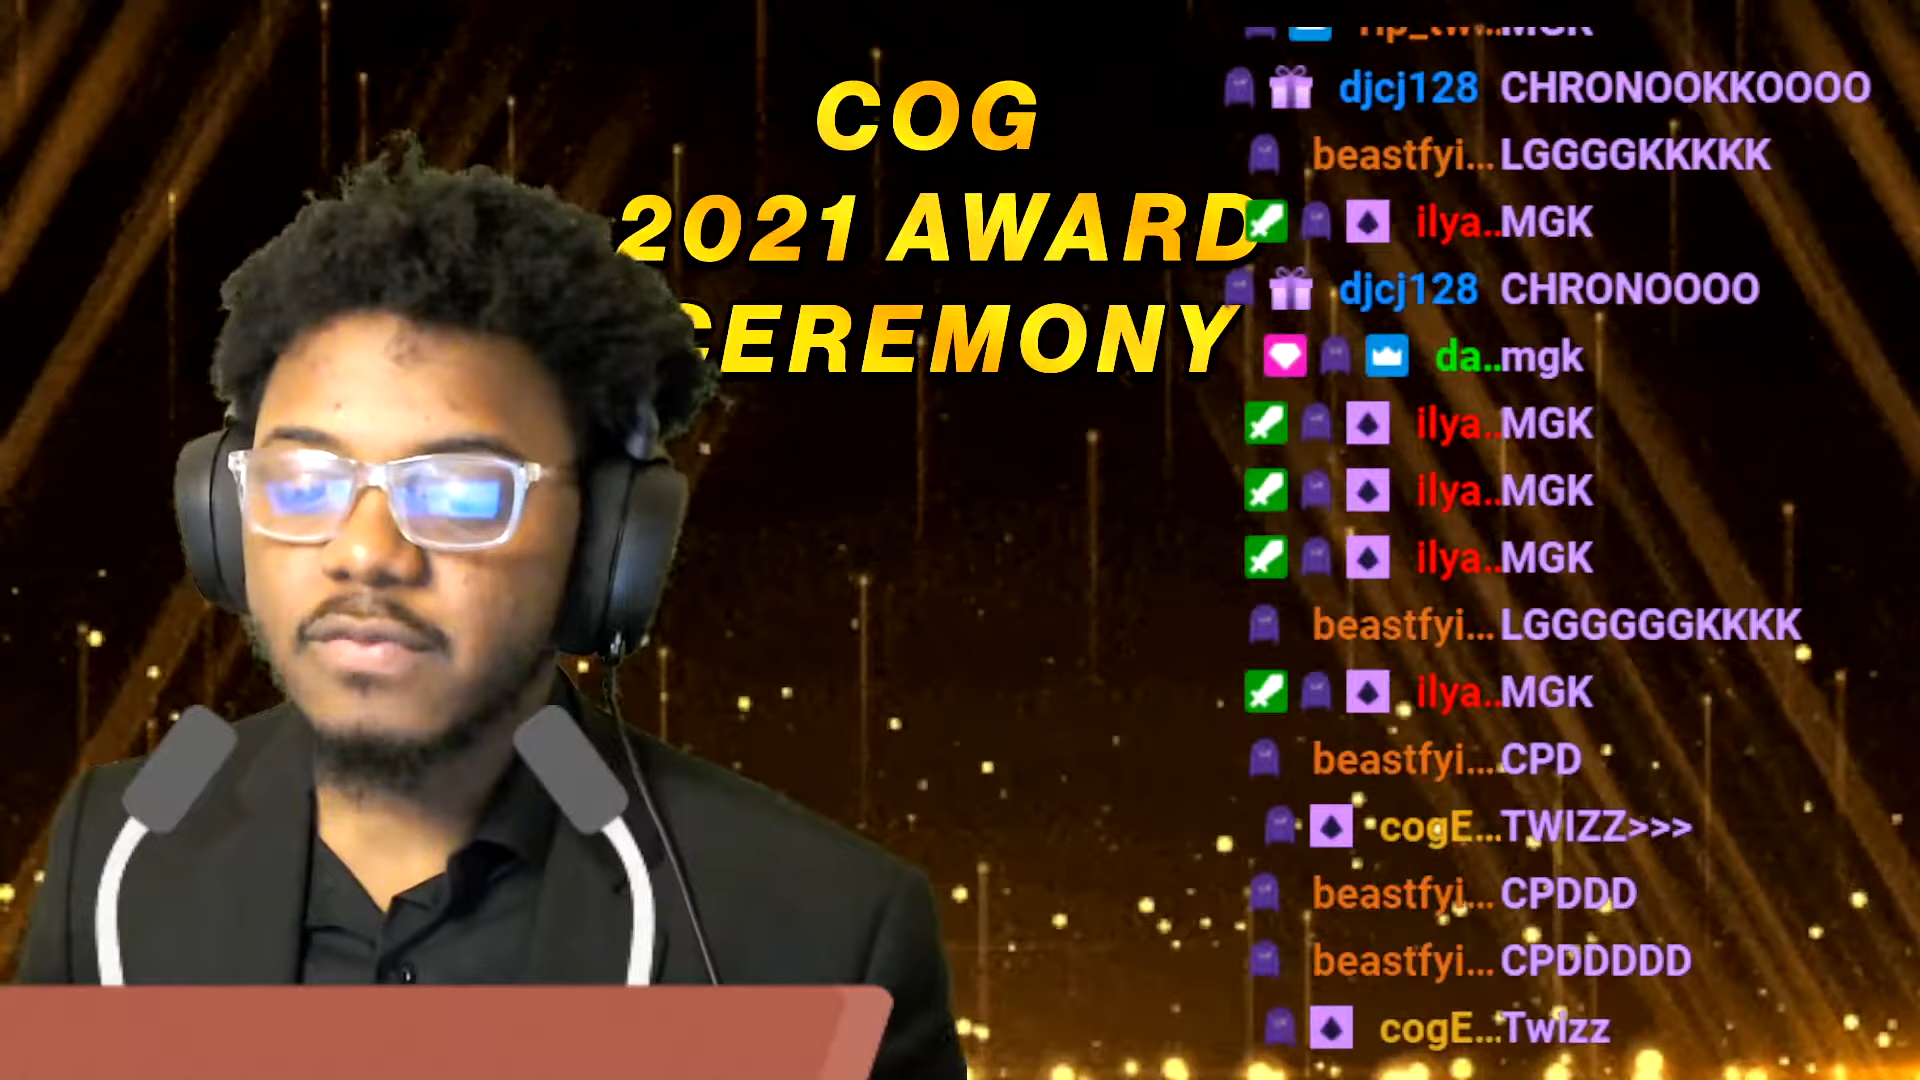 COG
2021 AWARD
CEREMONY
djcj128 CHRONOOKKOOOO
beastfyi... LGGGGKKKKK
ilya..MGK
djcj128 CHRONOOOO
da..mgk
ilya..MGK
ilya..MGK
ilya..MGK
beastfyi... LGGGGGGKKKK
ilya..MGK
beastfyi...CPD
cogE...TWIZZ>>>
beastfyi... CPDDD
beastfyi... CPDDDDD
cogE...Twizz